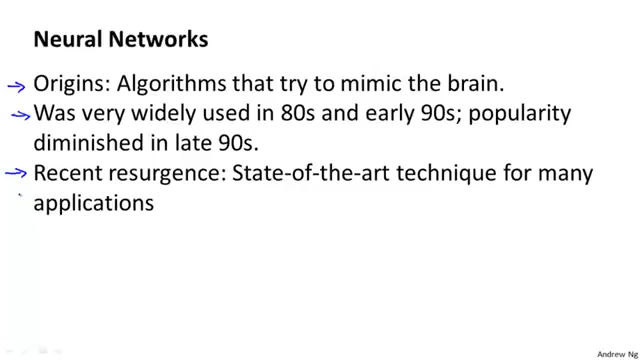 Neural Networks
Origins: Algorithms that try to mimic the brain.
Was very widely used in 80s and early 90s; popularity
diminished in late 90s.
Recent resurgence: State-of-the-art technique for many
applications
Andrew Ng